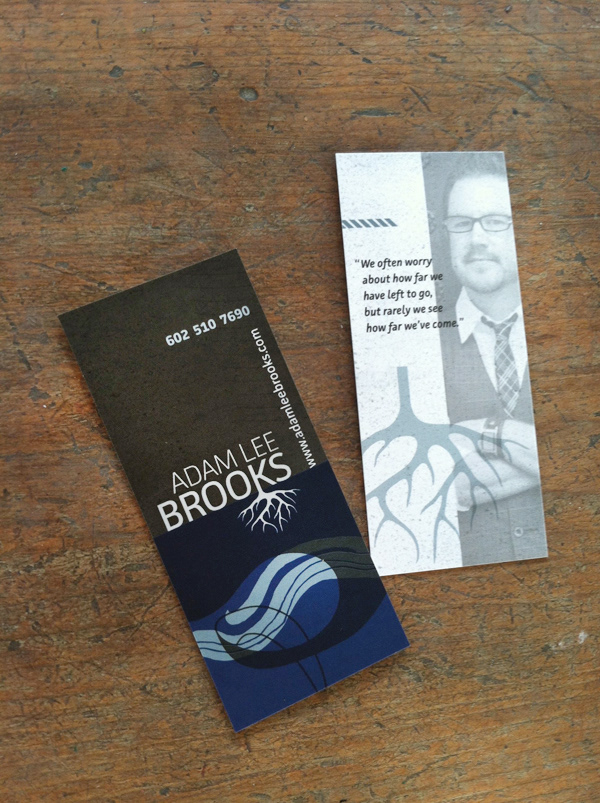 602 510 7690
www.adamleebrooks.com
ADAM LEE
BROOKS
"We often worry
about how far we
have left to go,
but rarely we see
how far we've come."